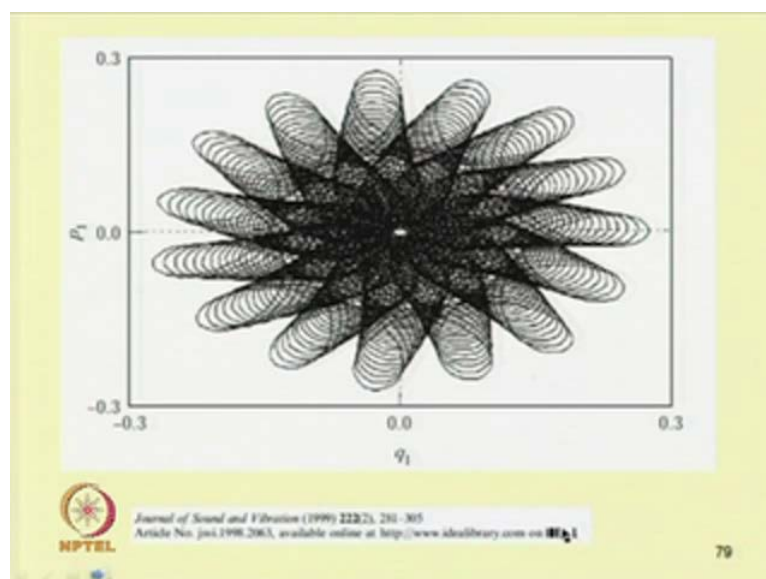 0.3
p₁
0.0
−0.3
−0.3 0.0 0.3
q₁
NPTEL
Journal of Sound and Vibration (1999) 222(2), 281–305
Article No. jsvi.1998.2063, available online at http://www.idealibrary.com on
79